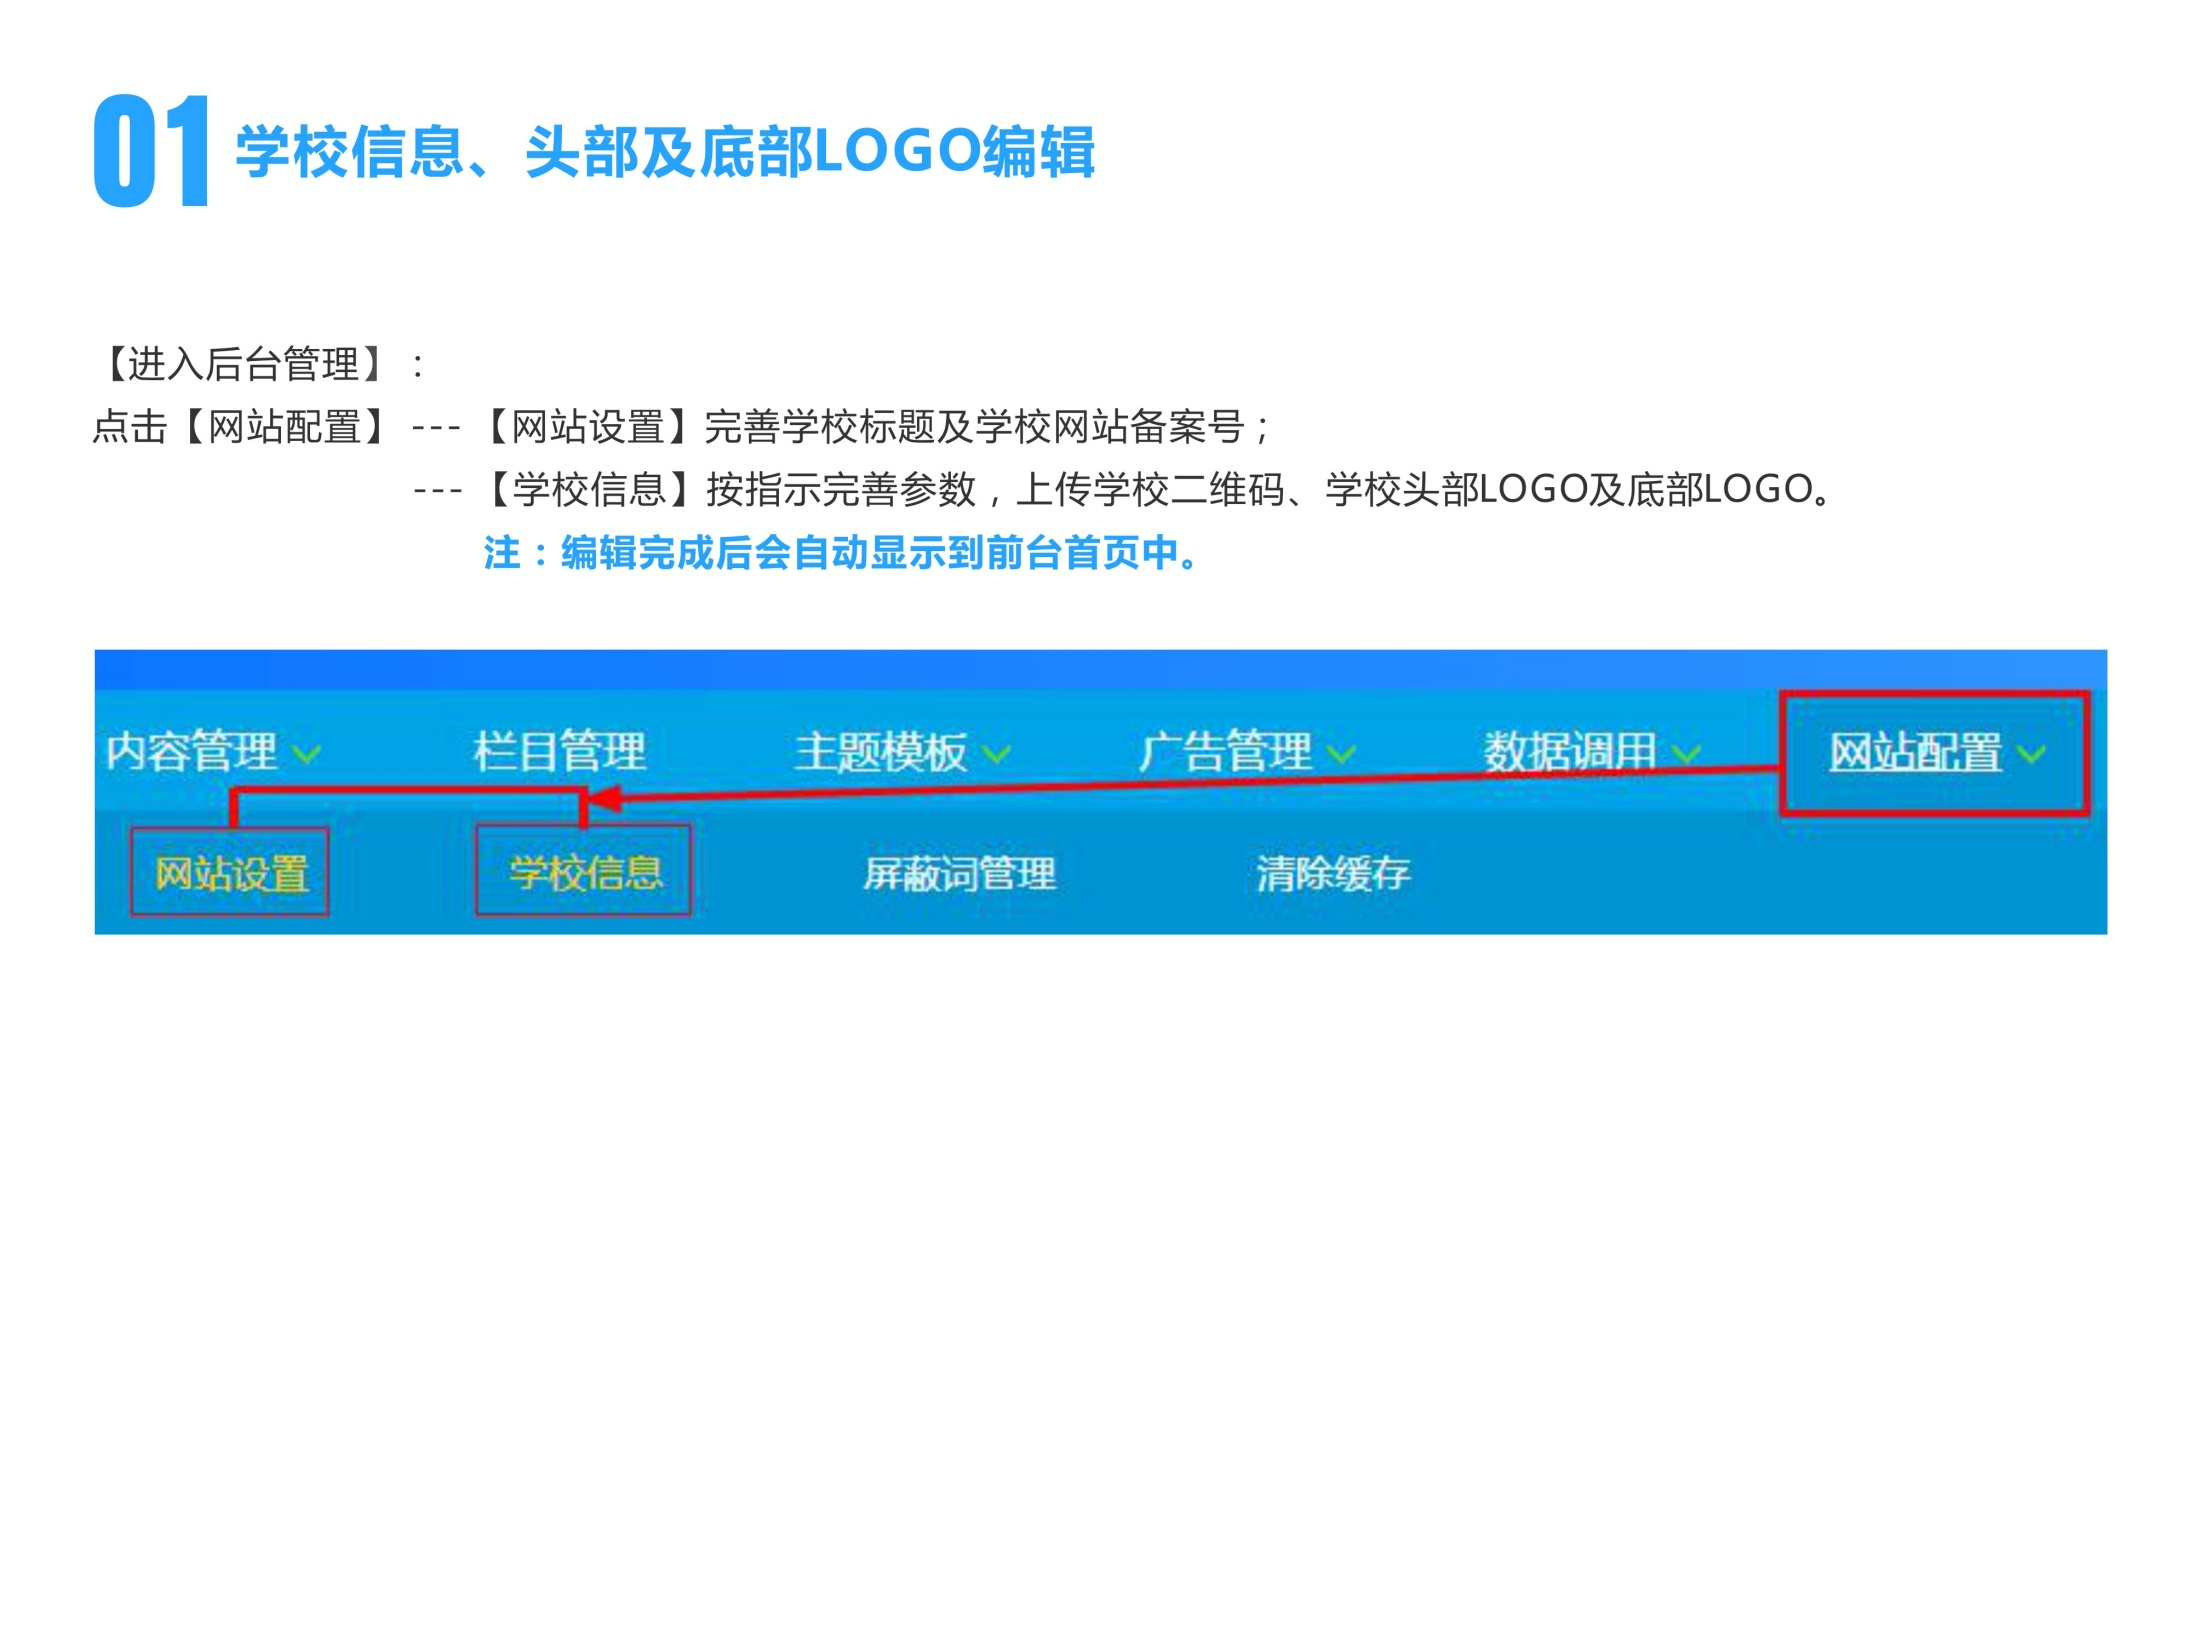 01 学校信息、头部及底部LOGO编辑
【进入后台管理】：
点击【网站配置】 --- 【网站设置】完善学校标题及学校网站备案号；
--- 【学校信息】按指示完善参数，上传学校二维码、学校头部LOGO及底部LOGO。
注：编辑完成后会自动显示到前台首页中。
内容管理 栏目管理 主题模板 广告管理 数据调用 网站配置
网站设置 学校信息 屏蔽词管理 清除缓存